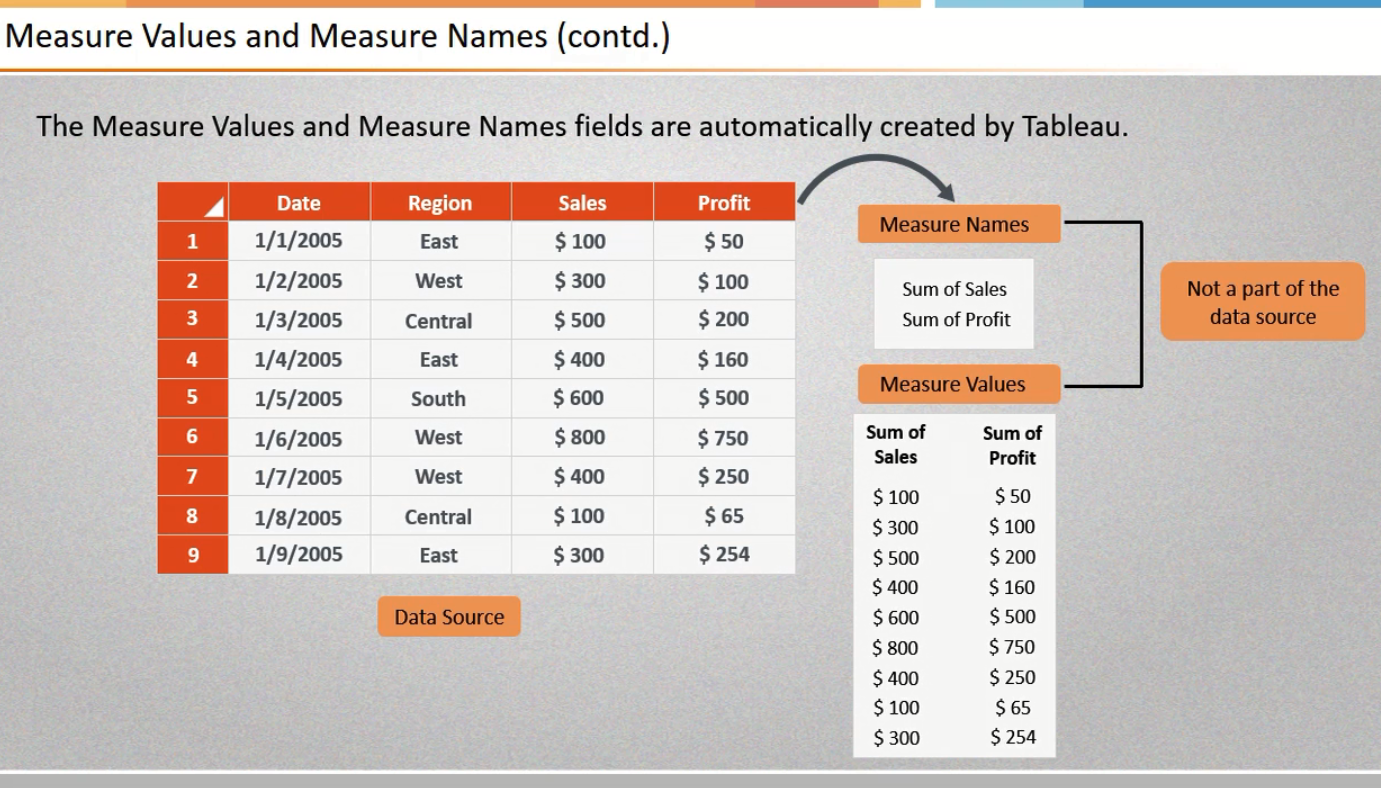 Measure Values and Measure Names (contd.)
The Measure Values and Measure Names fields are automatically created by Tableau.
Date Region Sales Profit
1 1/1/2005 East $ 100 $ 50
2 1/2/2005 West $ 300 $ 100
3 1/3/2005 Central $ 500 $ 200
4 1/4/2005 East $ 400 $ 160
5 1/5/2005 South $ 600 $ 500
6 1/6/2005 West $ 800 $ 750
7 1/7/2005 West $ 400 $ 250
8 1/8/2005 Central $ 100 $ 65
9 1/9/2005 East $ 300 $ 254
Data Source
Measure Names
Sum of Sales
Sum of Profit
Measure Values
Sum of Sum of
Sales Profit
$ 100 $ 50
$ 300 $ 100
$ 500 $ 200
$ 400 $ 160
$ 600 $ 500
$ 800 $ 750
$ 400 $ 250
$ 100 $ 65
$ 300 $ 254
Not a part of the
data source